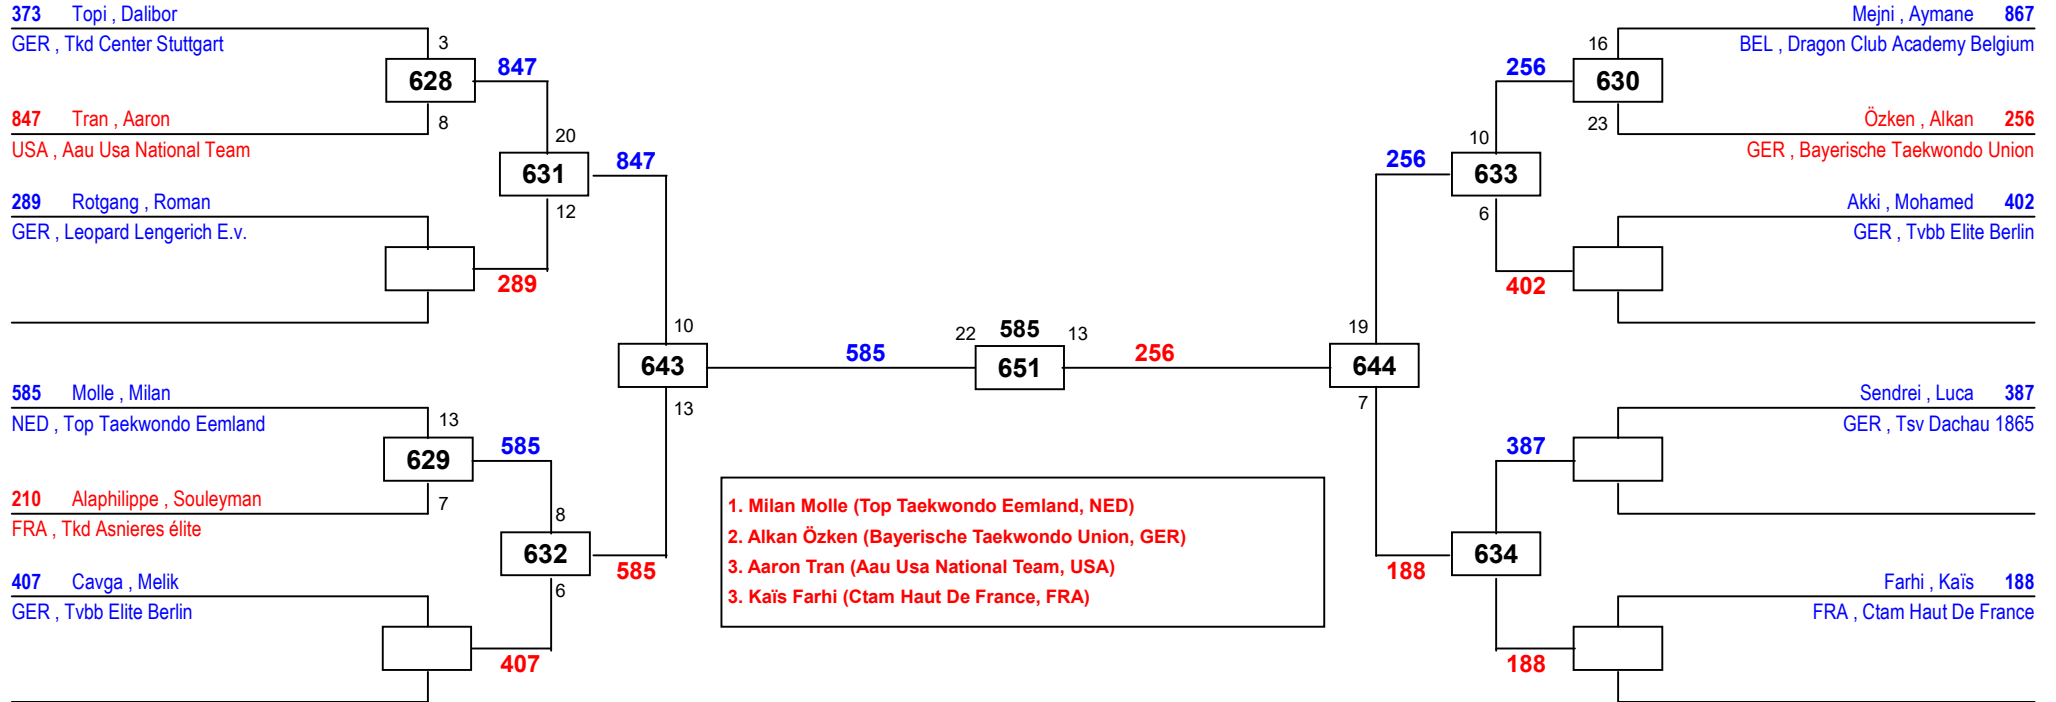 373 Topi , Dalibor
GER , Tkd Center Stuttgart
3
628
847
847 Tran , Aaron
8
USA , Aau Usa National Team
20
631
847
289 Rotgang , Roman
12
GER , Leopard Lengerich E.v.
289
10
643
13
585 Molle , Milan
NED , Top Taekwondo Eemland
13
629
585
210 Alaphilippe , Souleyman
7
FRA , Tkd Asnieres élite
8
632
585
6
407 Cavga , Melik
GER , Tvbb Elite Berlin
407
585
22 585 13
651
256
1. Milan Molle (Top Taekwondo Eemland, NED)
2. Alkan Özken (Bayerische Taekwondo Union, GER)
3. Aaron Tran (Aau Usa National Team, USA)
3. Kaïs Farhi (Ctam Haut De France, FRA)
Mejni , Aymane 867
BEL , Dragon Club Academy Belgium
16
630
256
Özken , Alkan 256
23
GER , Bayerische Taekwondo Union
10
633
256
6
Akki , Mohamed 402
GER , Tvbb Elite Berlin
402
19
644
7
Sendrei , Luca 387
GER , Tsv Dachau 1865
387
634
188
Farhi , Kaïs 188
FRA , Ctam Haut De France
188